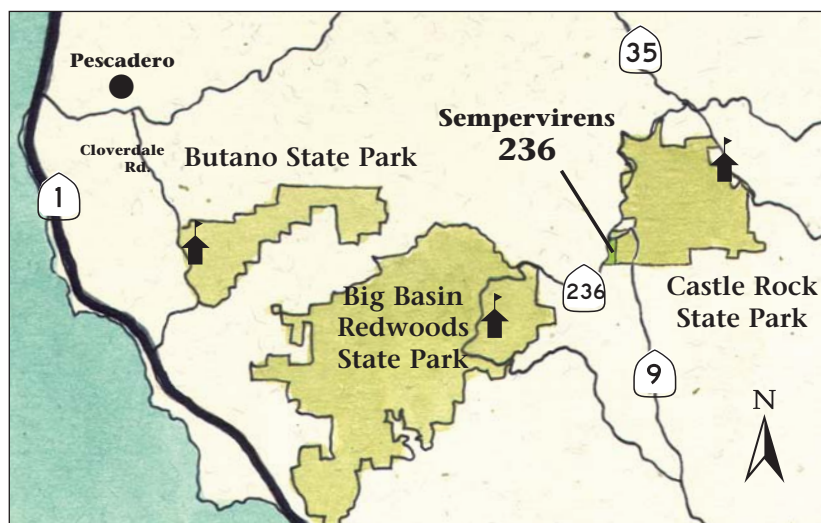 35
Pescadero
Sempervirens
236
Cloverdale
Rd.
Butano State Park
1
Big Basin
Redwoods
State Park
236
Castle Rock
State Park
9
N